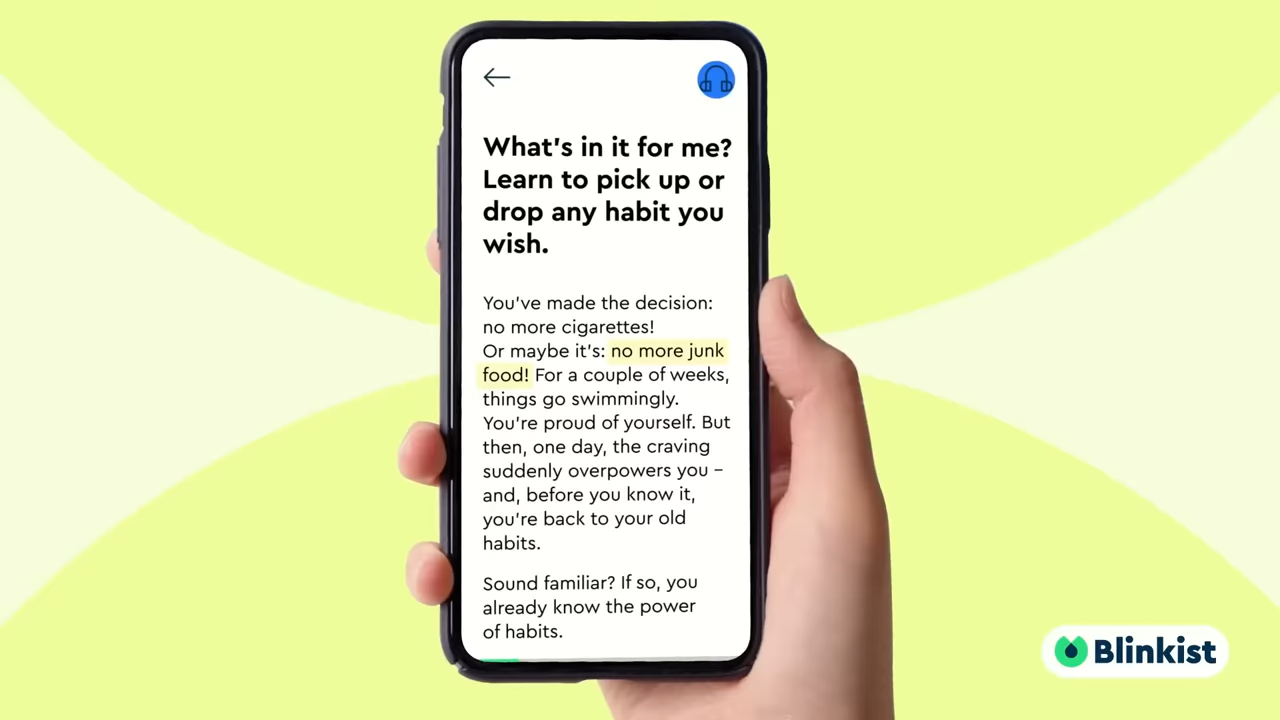 What's in it for me?
Learn to pick up or
drop any habit you
wish.
You've made the decision:
no more cigarettes!
Or maybe it's: no more junk
food! For a couple of weeks,
things go swimmingly.
You're proud of yourself. But
then, one day, the craving
suddenly overpowers you –
and, before you know it,
you're back to your old
habits.
Sound familiar? If so, you
already know the power
of habits.
Blinkist